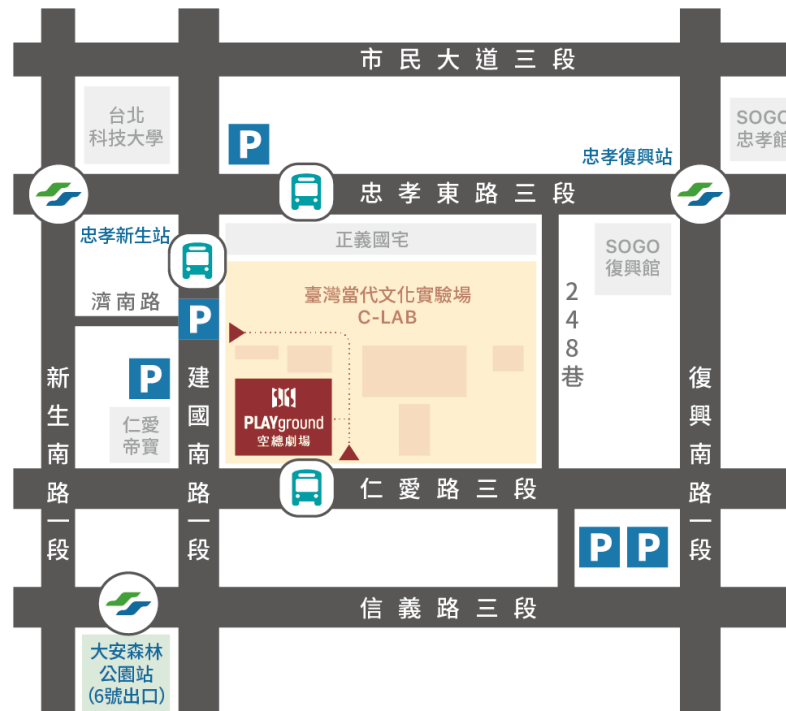 市民大道三段
台北
科技大學
P
SOGO
忠孝館
忠孝復興站
忠孝東路三段
忠孝新生站
正義國宅
SOGO
復興館
濟南路
P
臺灣當代文化實驗場
C-LAB
248巷
P
新生南路一段
建國南路一段
復興南路一段
仁愛
帝寶
PLAYground
空總劇場
仁愛路三段
P
P
信義路三段
大安森林
公園站
(6號出口)